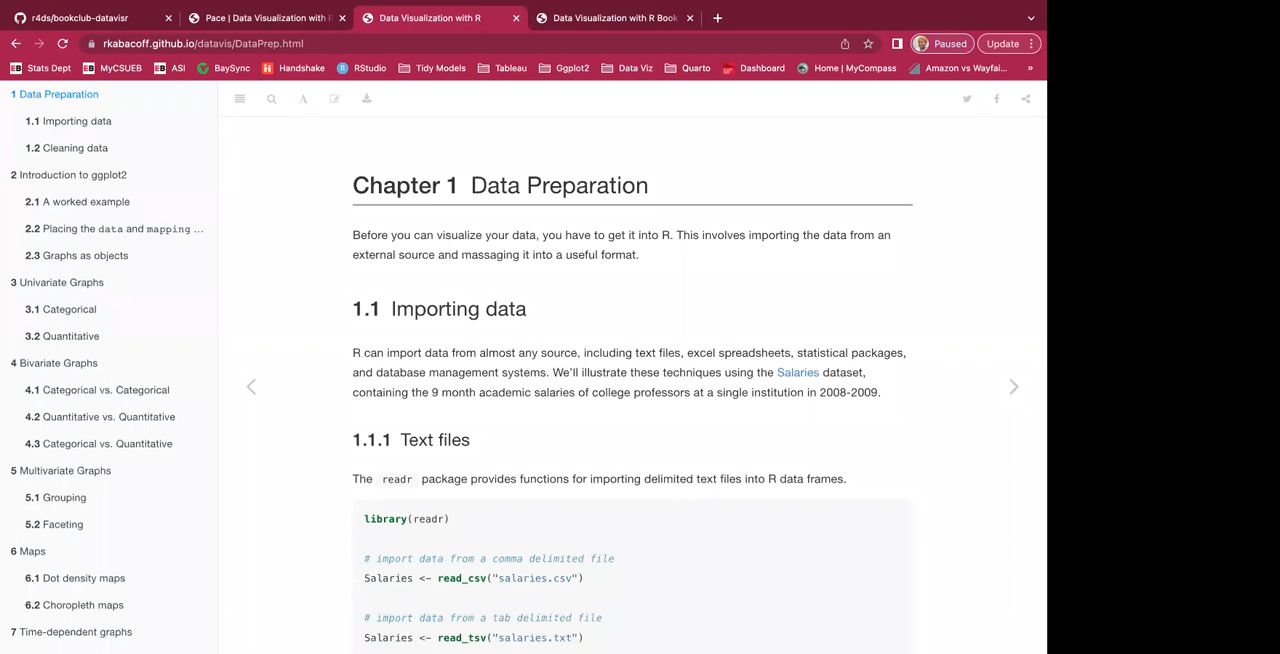 r4ds/bookclub-datavisr
Pace | Data Visualization with R
Data Visualization with R
Data Visualization with R Book
rkabacoff.github.io/datavis/DataPrep.html
Paused
Update
EB Stats Dept
EB MyCSUEB
EB ASI
BaySync
Handshake
RStudio
Tidy Models
Tableau
Ggplot2
Data Viz
Quarto
Dashboard
Home | MyCompass
Amazon vs Wayfai...
»
1 Data Preparation
1.1 Importing data
1.2 Cleaning data
2 Introduction to ggplot2
2.1 A worked example
2.2 Placing the data and mapping ...
2.3 Graphs as objects
3 Univariate Graphs
3.1 Categorical
3.2 Quantitative
4 Bivariate Graphs
4.1 Categorical vs. Categorical
4.2 Quantitative vs. Quantitative
4.3 Categorical vs. Quantitative
5 Multivariate Graphs
5.1 Grouping
5.2 Faceting
6 Maps
6.1 Dot density maps
6.2 Choropleth maps
7 Time-dependent graphs
Chapter 1 Data Preparation
Before you can visualize your data, you have to get it into R. This involves importing the data from an
external source and massaging it into a useful format.
1.1 Importing data
R can import data from almost any source, including text files, excel spreadsheets, statistical packages,
and database management systems. We'll illustrate these techniques using the Salaries dataset,
containing the 9 month academic salaries of college professors at a single institution in 2008-2009.
1.1.1 Text files
The readr package provides functions for importing delimited text files into R data frames.
library(readr)
# import data from a comma delimited file
Salaries <- read_csv("salaries.csv")
# import data from a tab delimited file
Salaries <- read_tsv("salaries.txt")